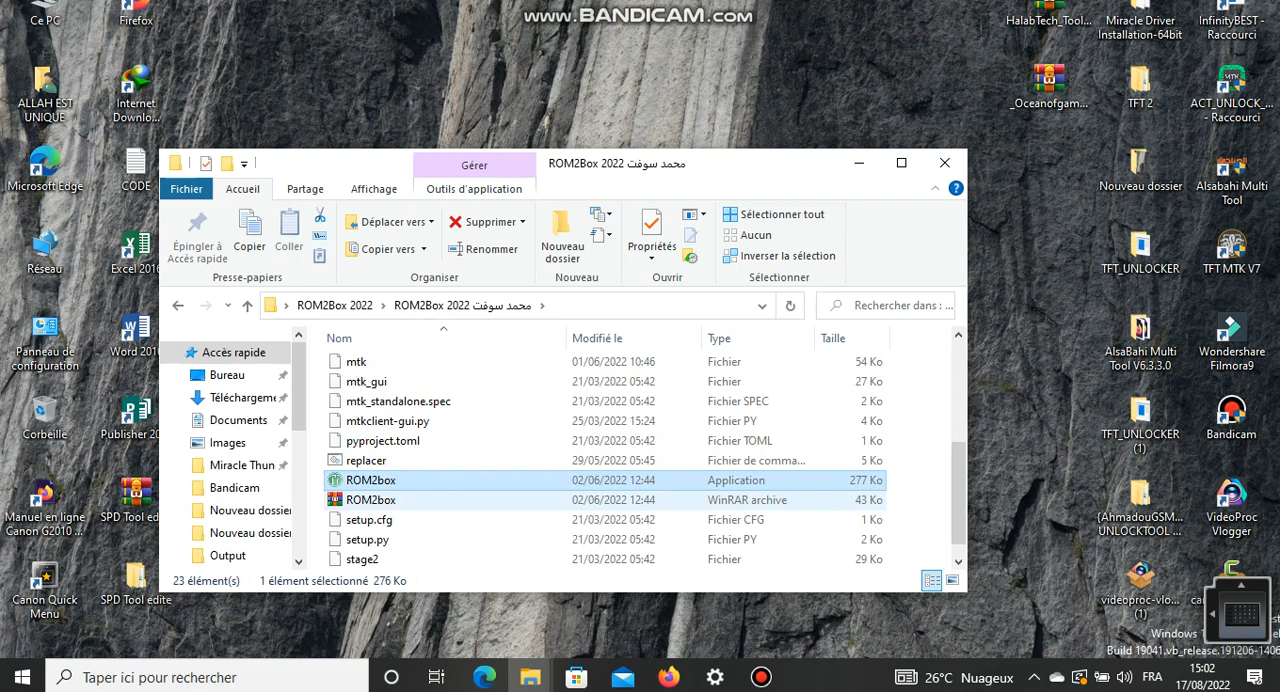 www.BANDICAM.com
Ce PC
Firefox
HalabTech_Tool...
Miracle Driver
Installation-64bit
InfinityBEST -
Raccourci
ALLAH EST
UNIQUE
Internet
Downlo...
_Oceanofgam...
TFT 2
ACT_UNLOCK_...
- Raccourci
Microsoft Edge
CODE
Nouveau dossier
Alsabahi Multi
Tool
Réseau
Excel 2016
TFT_UNLOCKER
TFT MTK V7
Panneau de
configuration
Word 2016
AlsaBahi Multi
Tool V6.3.3.0
Wondershare
Filmora9
Corbeille
Publisher 20
TFT_UNLOCKER
(1)
Bandicam
Manuel en ligne
Canon G2010 ...
SPD Tool edite
{AhmadouGSM...
UNLOCKTOOL ...
VideoProc
Vlogger
Canon Quick
Menu
SPD Tool edite
videoproc-vlo...
(1)
Gérer
ROM2Box 2022 محمد سوفت
Fichier
Accueil
Partage
Affichage
Outils d'application
Épingler à
Accès rapide
Copier
Coller
Presse-papiers
Déplacer vers
Copier vers
Supprimer
Renommer
Organiser
Nouveau
dossier
Nouveau
Propriétés
Ouvrir
Sélectionner tout
Aucun
Inverser la sélection
Sélectionner
ROM2Box 2022
ROM2Box 2022 محمد سوفت
Rechercher dans : ...
Accès rapide
Bureau
Téléchargeme
Documents
Images
Miracle Thun
Bandicam
Nouveau dossie
Nouveau dossie
Output
Nom Modifié le Type Taille
mtk 01/06/2022 10:46 Fichier 54 Ko
mtk_gui 21/03/2022 05:42 Fichier 27 Ko
mtk_standalone.spec 21/03/2022 05:42 Fichier SPEC 2 Ko
mtkclient-gui.py 25/03/2022 15:24 Fichier PY 4 Ko
pyproject.toml 21/03/2022 05:42 Fichier TOML 1 Ko
replacer 29/05/2022 05:45 Fichier de comma... 5 Ko
ROM2box 02/06/2022 12:44 Application 277 Ko
ROM2box 02/06/2022 12:44 WinRAR archive 43 Ko
setup.cfg 21/03/2022 05:42 Fichier CFG 1 Ko
setup.py 21/03/2022 05:42 Fichier PY 2 Ko
stage2 21/03/2022 05:42 Fichier 29 Ko
23 élément(s) 1 élément sélectionné 276 Ko
Build 19041.vb_release.191206-1406
Taper ici pour rechercher
26°C Nuageux
FRA
15:02
17/08/2022